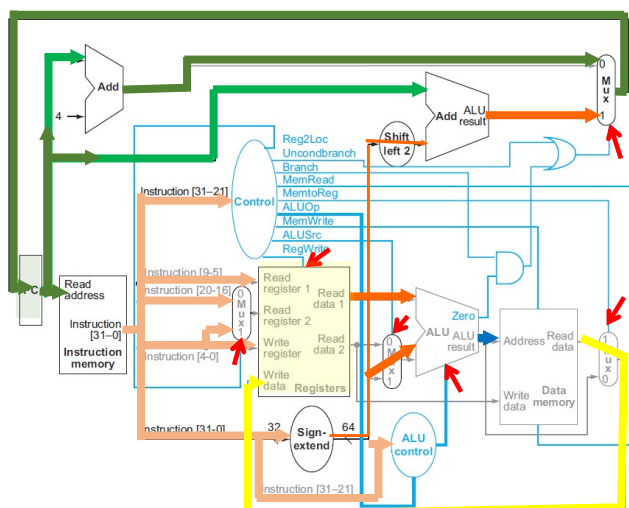 Add
4
0
M
u
x
1
Add
ALU
result
Shift
left 2
Reg2Loc
Uncondbranch
Branch
MemRead
MemtoReg
ALUOp
MemWrite
ALUSrc
RegWrite
Control
Instruction [31–21]
Read
address
Instruction
[31–0]
Instruction
memory
Instruction [9-5]
Instruction [20-16]
Instruction [4-0]
0
M
u
x
1
Read
register 1
Read
register 2
Write
register
Write
data
Read
data 1
Read
data 2
Registers
0
M
u
x
1
Zero
ALU
ALU
result
Address
Read
data
Write
data
Data
memory
1
M
u
x
0
Instruction [31-0]
32
Sign-
extend
64
ALU
control
Instruction [31–21]